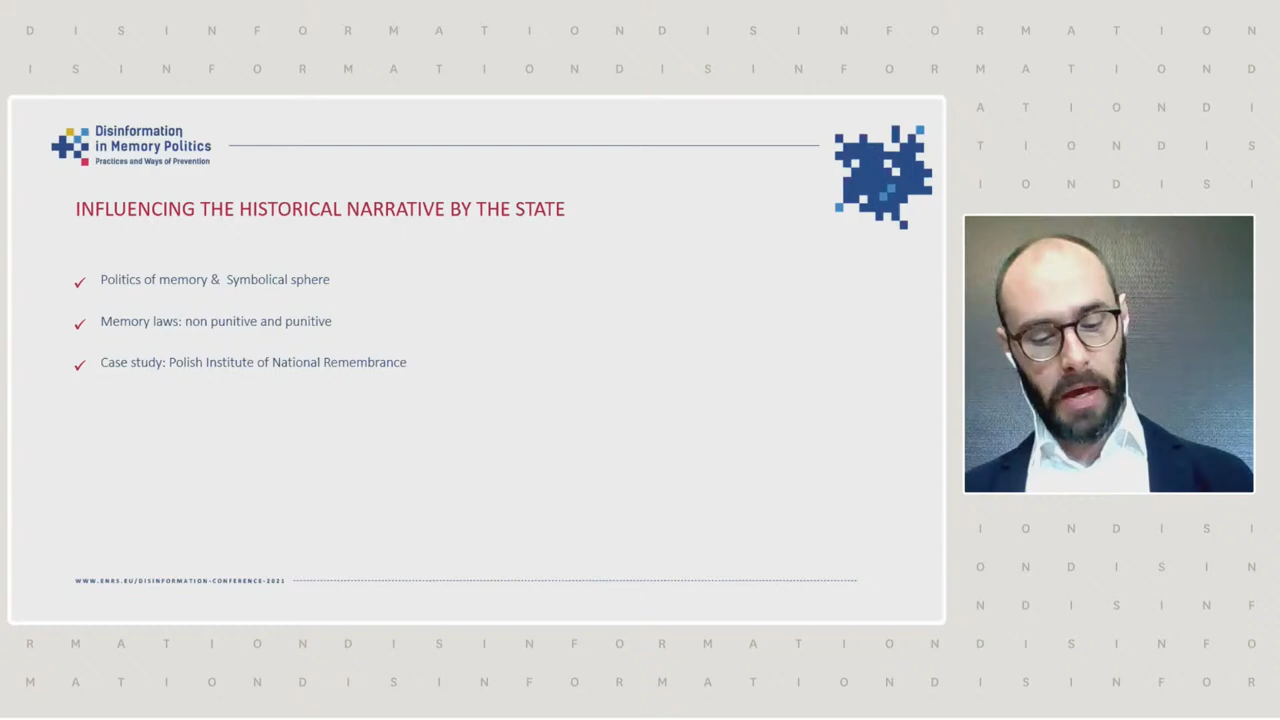 D I S I N F O R M A T I O N D I S I N F O R M A T I O N
I S I N F O R M A T I O N D I S I N F O R M A T I O N D
A T I O N D I
T I O N D I S
I O N D I S I
Disinformation
in Memory Politics
Practices and Ways of Prevention
INFLUENCING THE HISTORICAL NARRATIVE BY THE STATE
Politics of memory & Symbolical sphere
Memory laws: non punitive and punitive
Case study: Polish Institute of National Remembrance
WWW.ENRS.EU/DISINFORMATION-CONFERENCE-2021
I O N D I S I
O N D I S I N
N D I S I N F
R M A T I O N D I S I N F O R M A T I O N D I S I N F O
M A T I O N D I S I N F O R M A T I O N D I S I N F O R